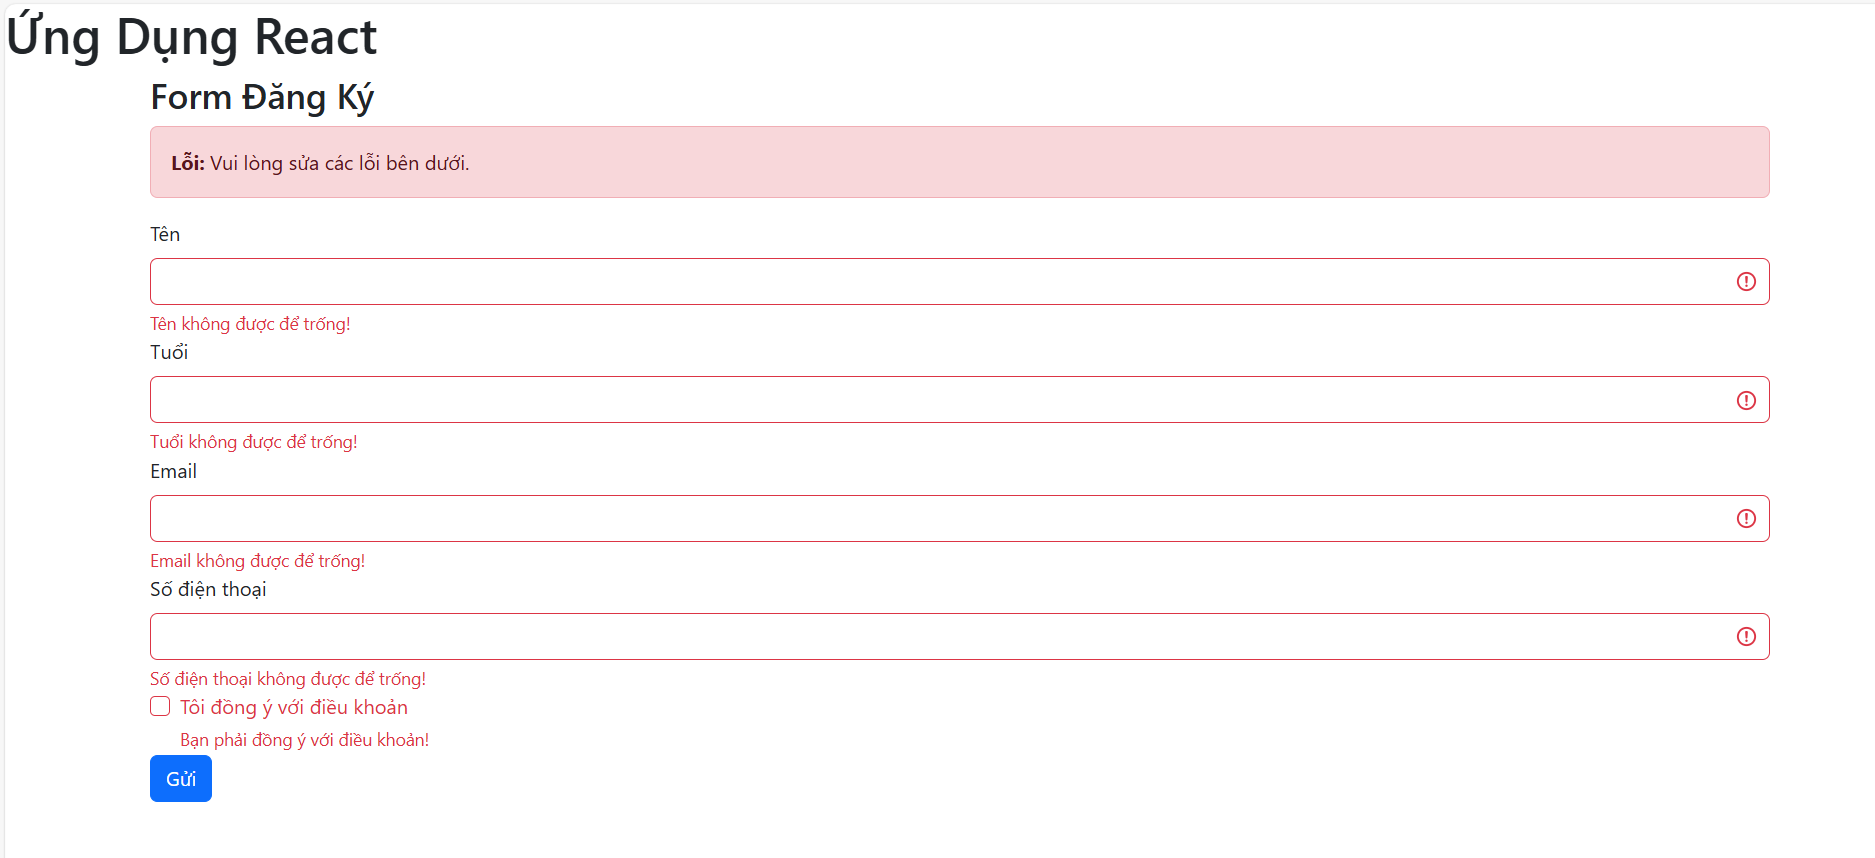 Ứng Dụng React
Form Đăng Ký
Lỗi: Vui lòng sửa các lỗi bên dưới.
Tên
Tên không được để trống!
Tuổi
Tuổi không được để trống!
Email
Email không được để trống!
Số điện thoại
Số điện thoại không được để trống!
Tôi đồng ý với điều khoản
Bạn phải đồng ý với điều khoản!
Gửi